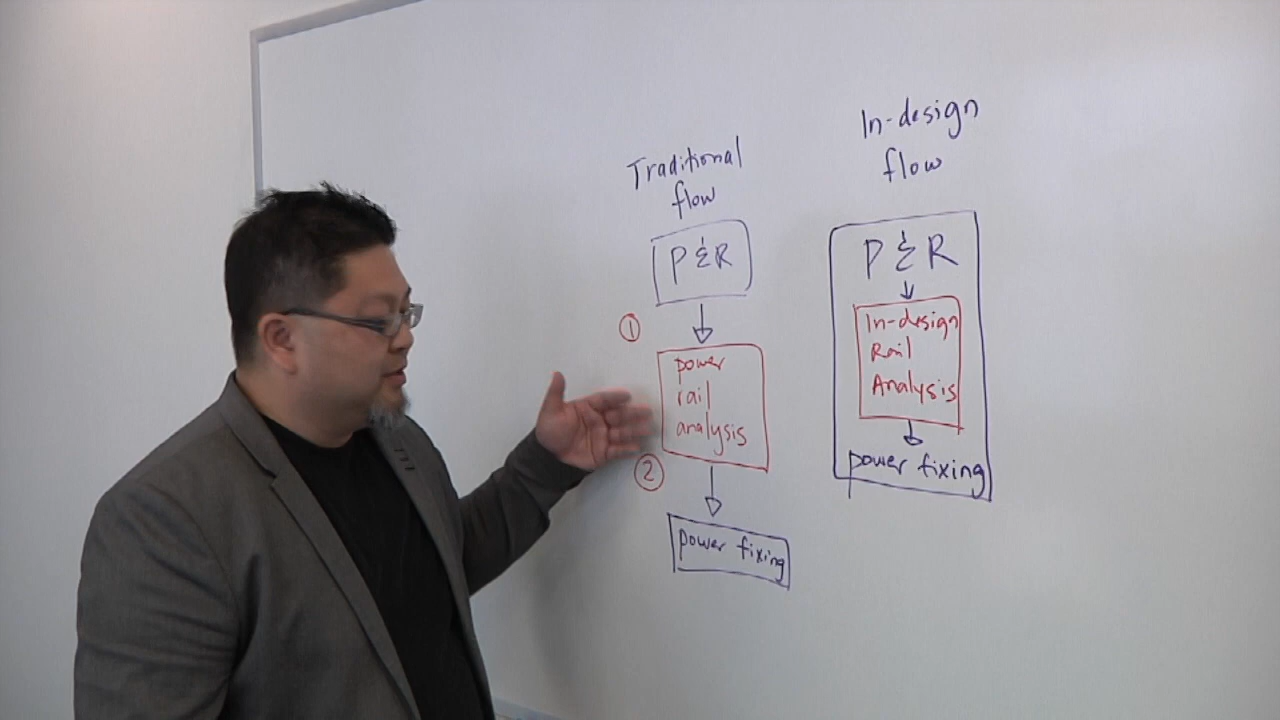 Traditional
flow
P & R
①
power
rail
analysis
②
power fixing
In-design
flow
P & R
In-design
Rail
Analysis
power fixing